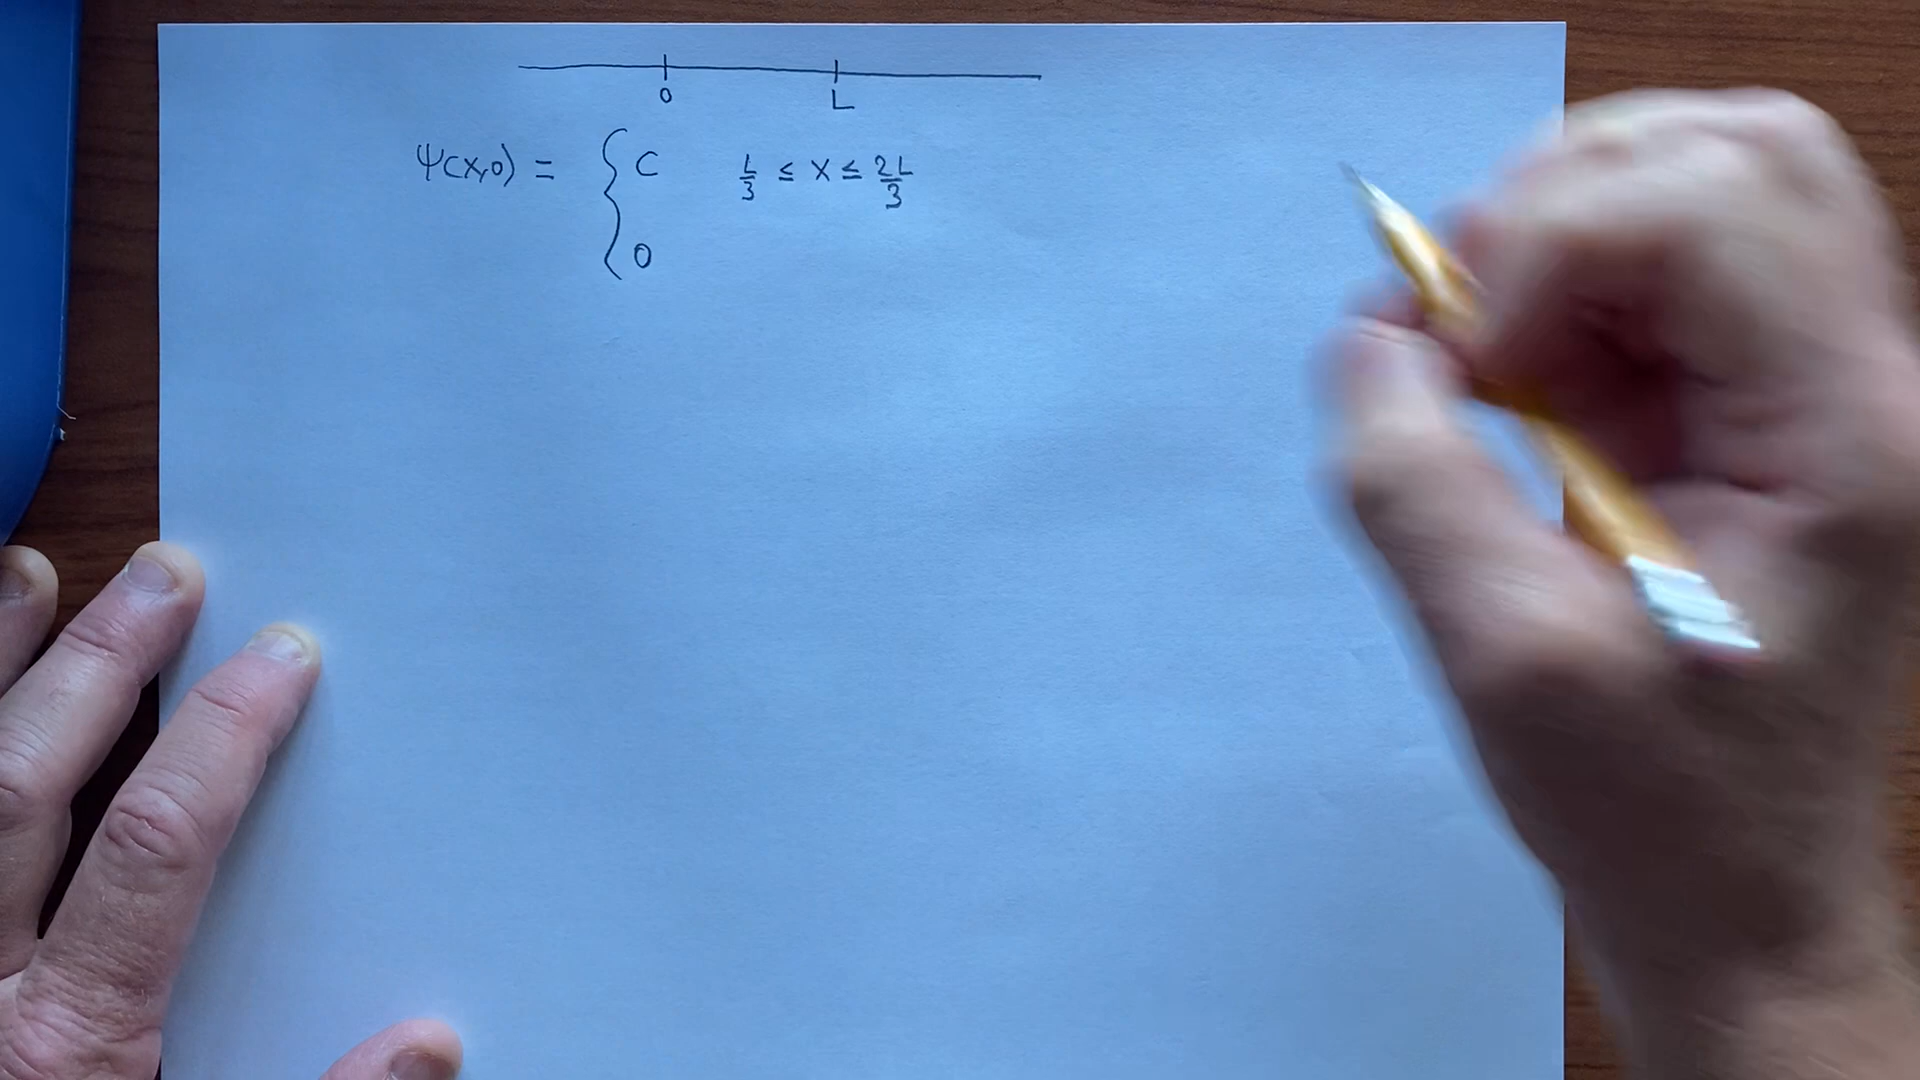 0 L
Ψ(x,0) = { C L/3 ≤ x ≤ 2L/3
0